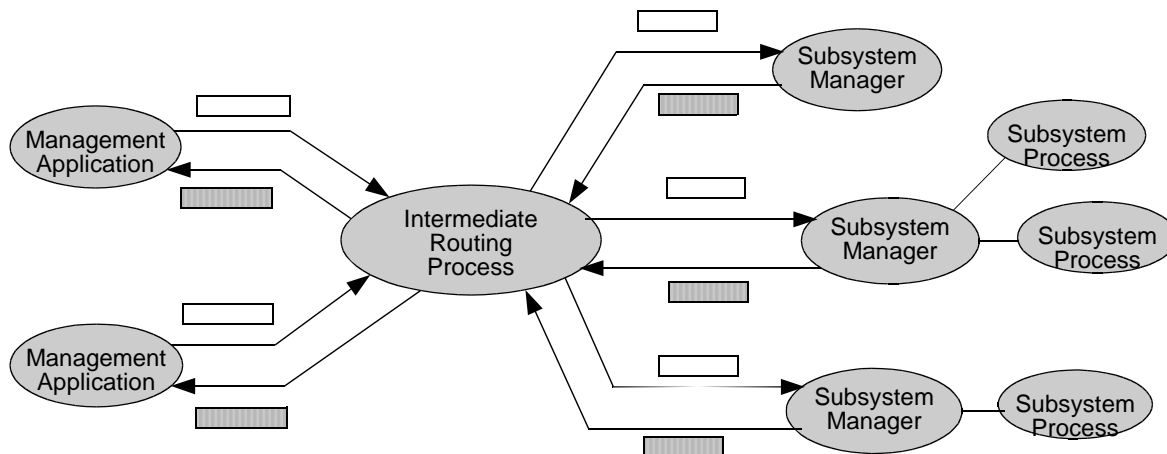 Subsystem
Manager
Management
Application
Subsystem
Process
Intermediate
Routing
Process
Subsystem
Manager
Subsystem
Process
Management
Application
Subsystem
Manager
Subsystem
Process